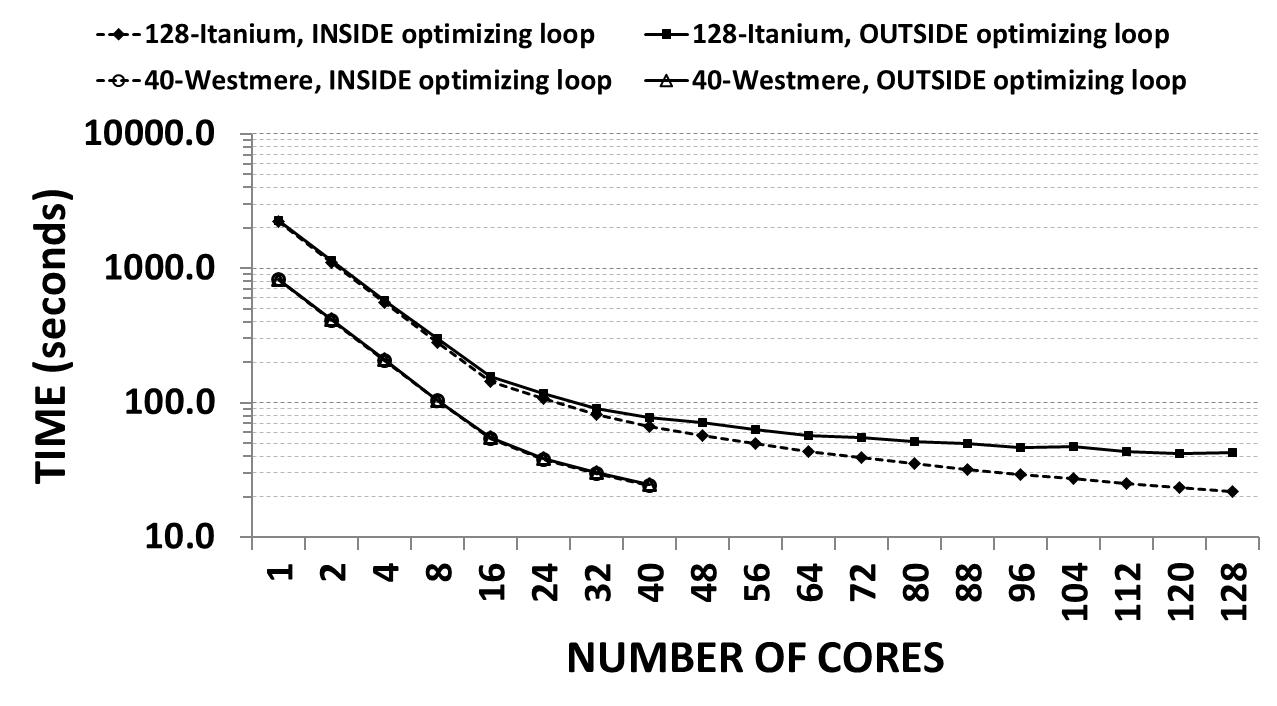 128-Itanium, INSIDE optimizing loop
128-Itanium, OUTSIDE optimizing loop
40-Westmere, INSIDE optimizing loop
40-Westmere, OUTSIDE optimizing loop
10000.0
1000.0
100.0
10.0
TIME (seconds)
1 2 4 8 16 24 32 40 48 56 64 72 80 88 96 104 112 120 128
NUMBER OF CORES